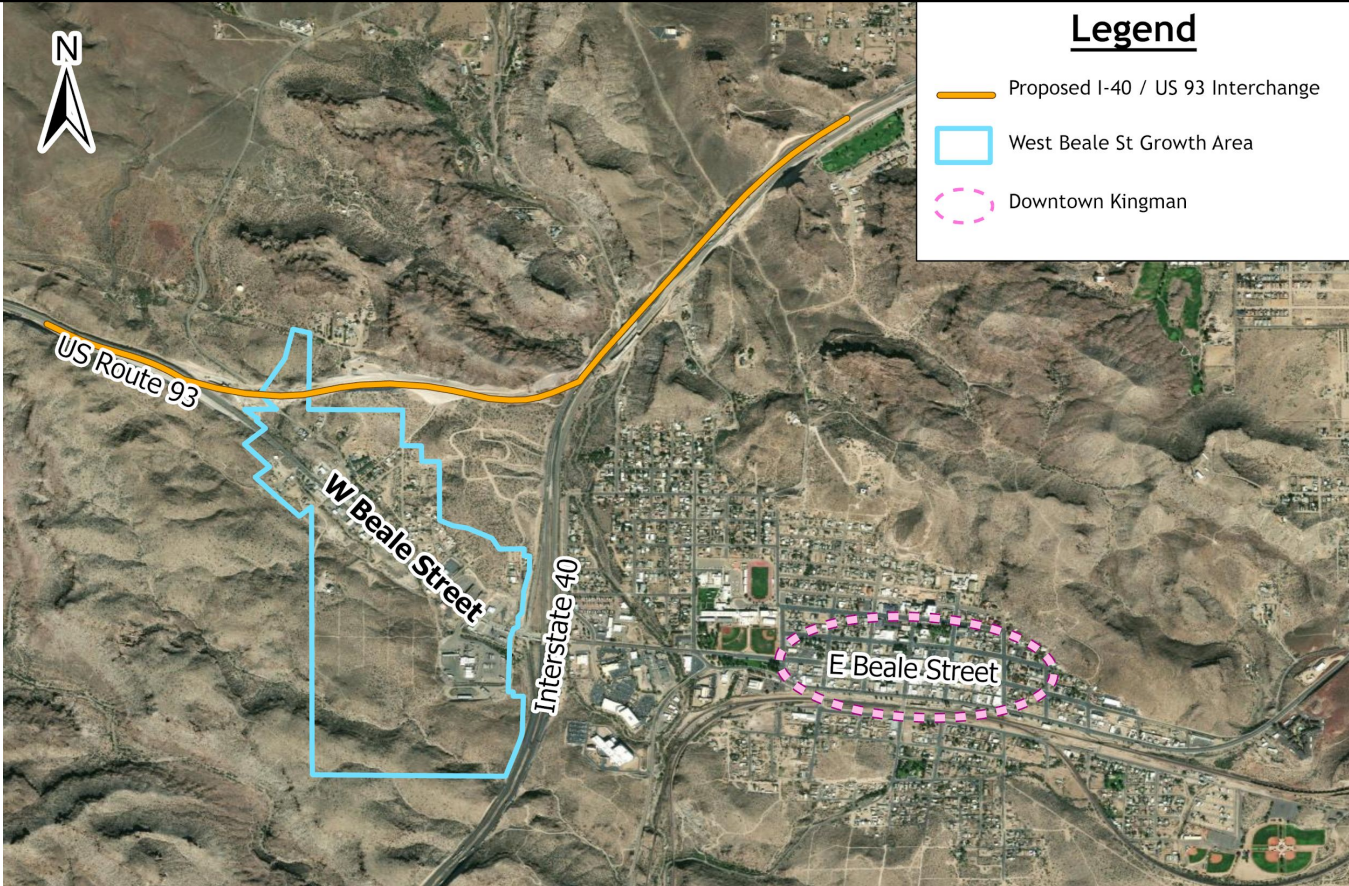 N
Legend
Proposed I-40 / US 93 Interchange
West Beale St Growth Area
Downtown Kingman
US Route 93
W Beale Street
Interstate 40
E Beale Street